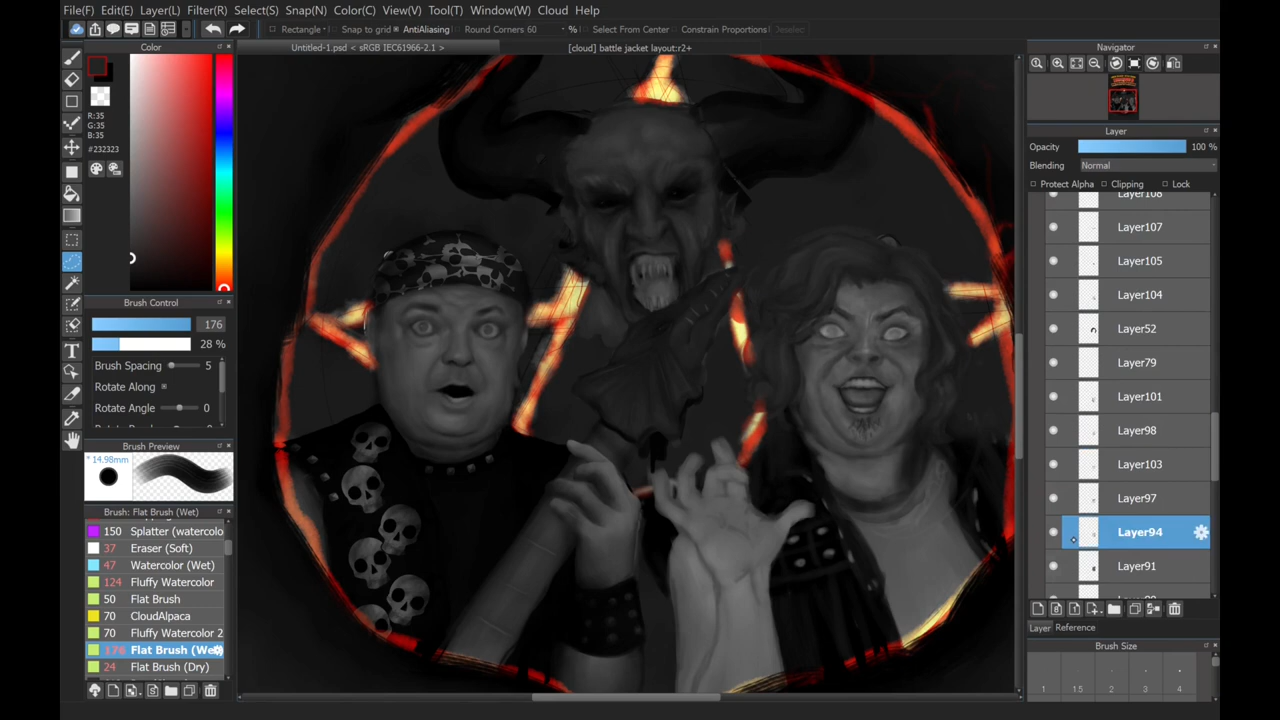 File(F) Edit(E) Layer(L) Filter(R) Select(S) Snap(N) Color(C) View(V) Tool(T) Window(W) Cloud Help
Rectangle Snap to grid AntiAliasing Round Corners 60 % Select From Center Constrain Proportions Deselect
Color
Untitled-1.psd < sRGB IEC61966-2.1 >
[cloud] battle jacket layout:r2+
R:35
G:35
B:35
#232323
Brush Control
176
28 %
Brush Spacing 5
Rotate Along
Rotate Angle 0
Brush Preview
* 14.98mm
Brush: Flat Brush (Wet)
150 Splatter (watercolo
37 Eraser (Soft)
47 Watercolor (Wet)
124 Fluffy Watercolor
50 Flat Brush
70 CloudAlpaca
70 Fluffy Watercolor 2
176 Flat Brush (Wet)
24 Flat Brush (Dry)
Navigator
Layer
Opacity 100 %
Blending Normal
Protect Alpha Clipping Lock
Layer108
Layer107
Layer105
Layer104
Layer52
Layer79
Layer101
Layer98
Layer103
Layer97
Layer94
Layer91
Layer Reference
Brush Size
1 1.5 2 3 4